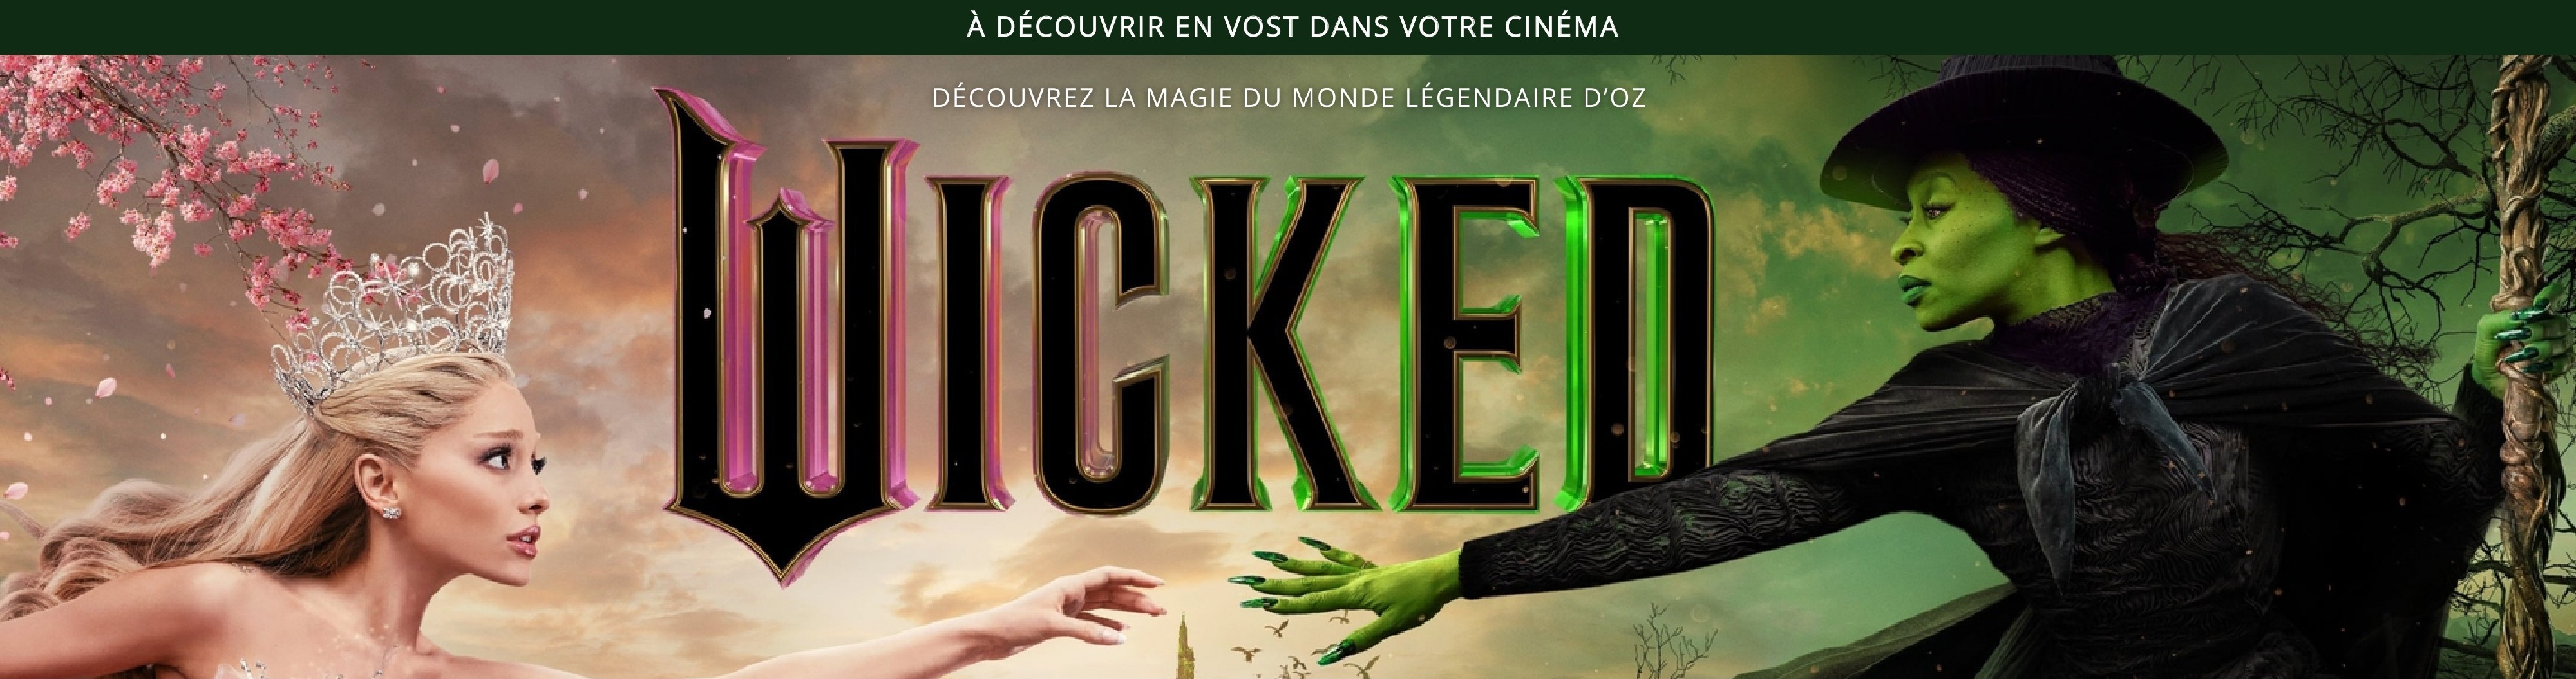 À DÉCOUVRIR EN VOST DANS VOTRE CINÉMA
DÉCOUVREZ LA MAGIE DU MONDE LÉGENDAIRE D’OZ
WICKED